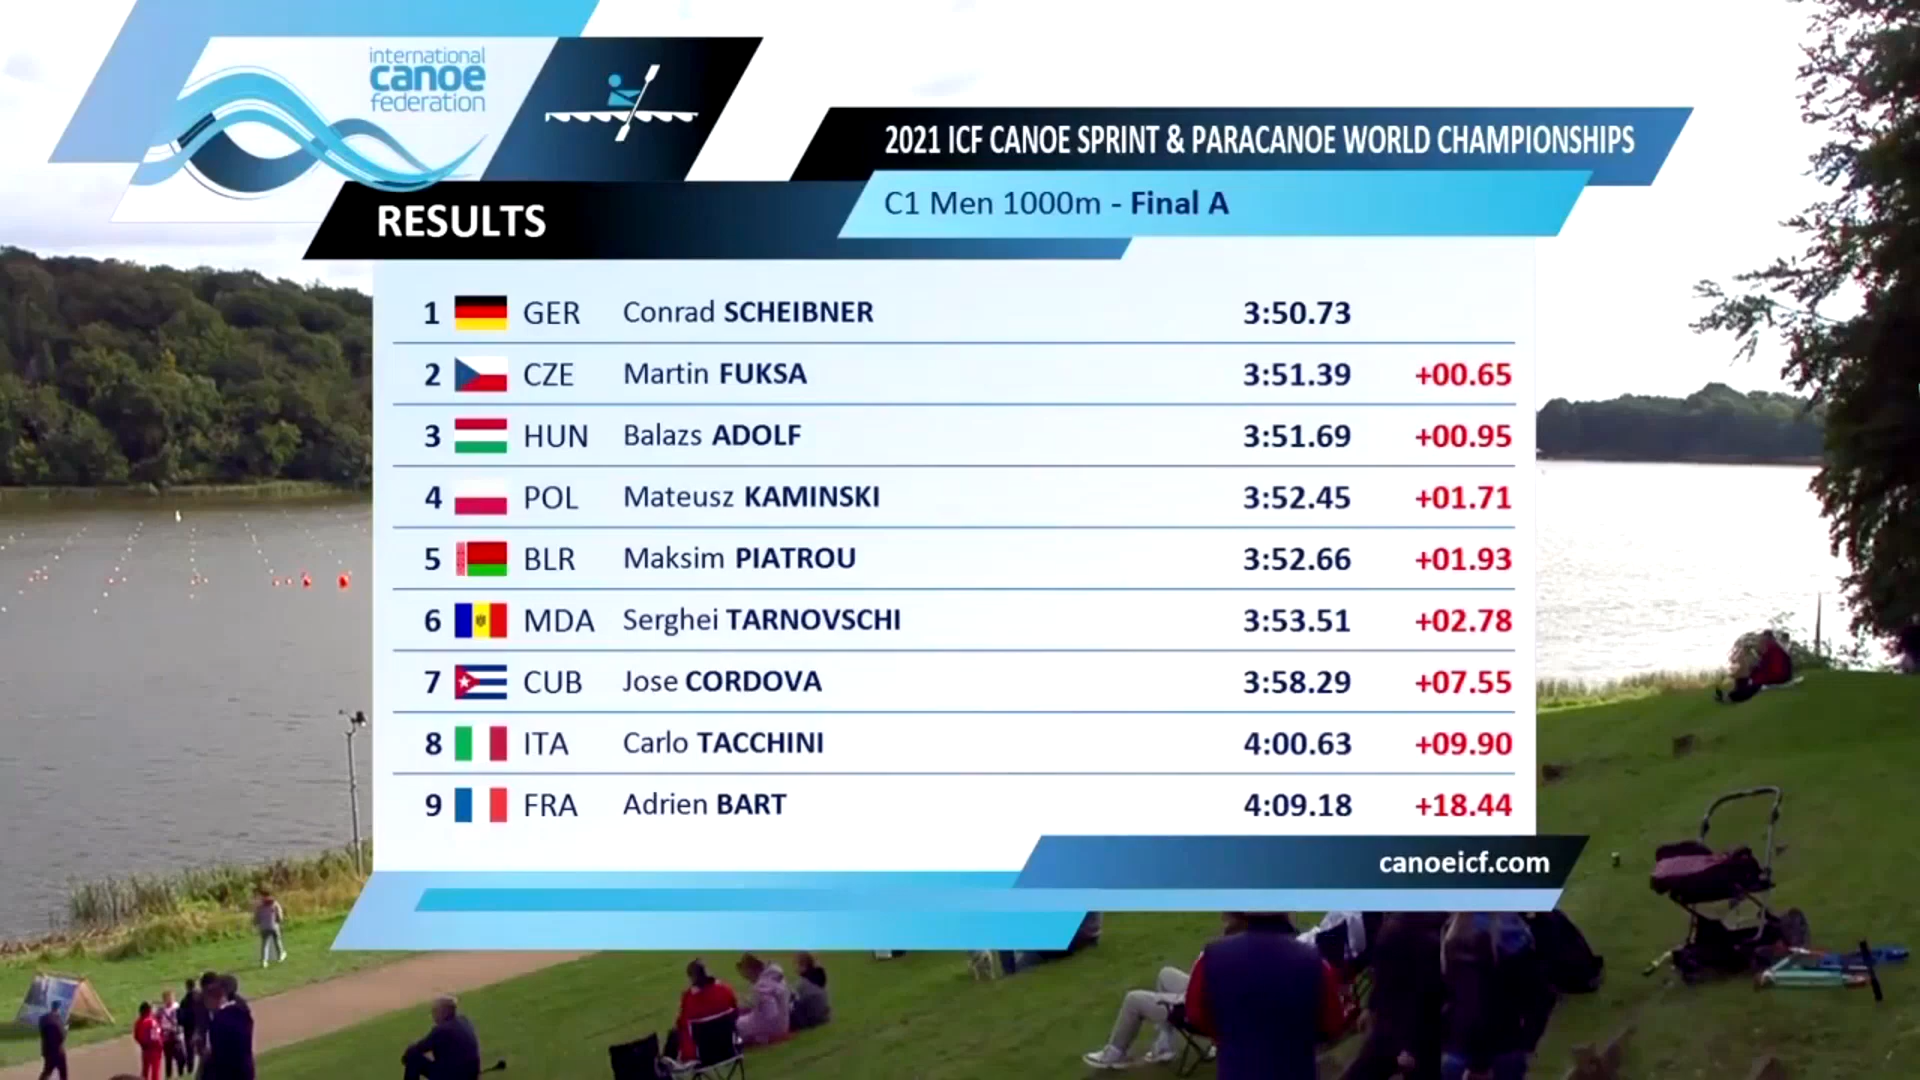 international
canoe
federation
2021 ICF CANOE SPRINT & PARACANOE WORLD CHAMPIONSHIPS
C1 Men 1000m - Final A
RESULTS
1 GER Conrad SCHEIBNER 3:50.73
2 CZE Martin FUKSA 3:51.39 +00.65
3 HUN Balazs ADOLF 3:51.69 +00.95
4 POL Mateusz KAMINSKI 3:52.45 +01.71
5 BLR Maksim PIATROU 3:52.66 +01.93
6 MDA Serghei TARNOVSCHI 3:53.51 +02.78
7 CUB Jose CORDOVA 3:58.29 +07.55
8 ITA Carlo TACCHINI 4:00.63 +09.90
9 FRA Adrien BART 4:09.18 +18.44
canoeicf.com